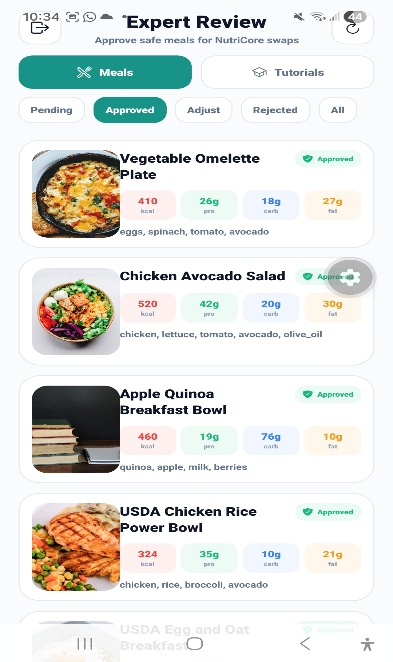 10:34
44
Expert Review
Approve safe meals for NutriCore swaps
Meals
Tutorials
Pending
Approved
Adjust
Rejected
All
Vegetable Omelette
Plate
Approved
410
26g
18g
27g
kcal
pro
carb
fat
eggs, spinach, tomato, avocado
Chicken Avocado Salad
Approved
520
42g
20g
30g
kcal
pro
carb
fat
chicken, lettuce, tomato, avocado, olive_oil
Apple Quinoa
Breakfast Bowl
Approved
460
19g
76g
10g
kcal
pro
carb
fat
quinoa, apple, milk, berries
USDA Chicken Rice
Power Bowl
Approved
324
35g
10g
21g
kcal
pro
carb
fat
chicken, rice, broccoli, avocado
USDA Egg and Oat
Breakfast
Approved